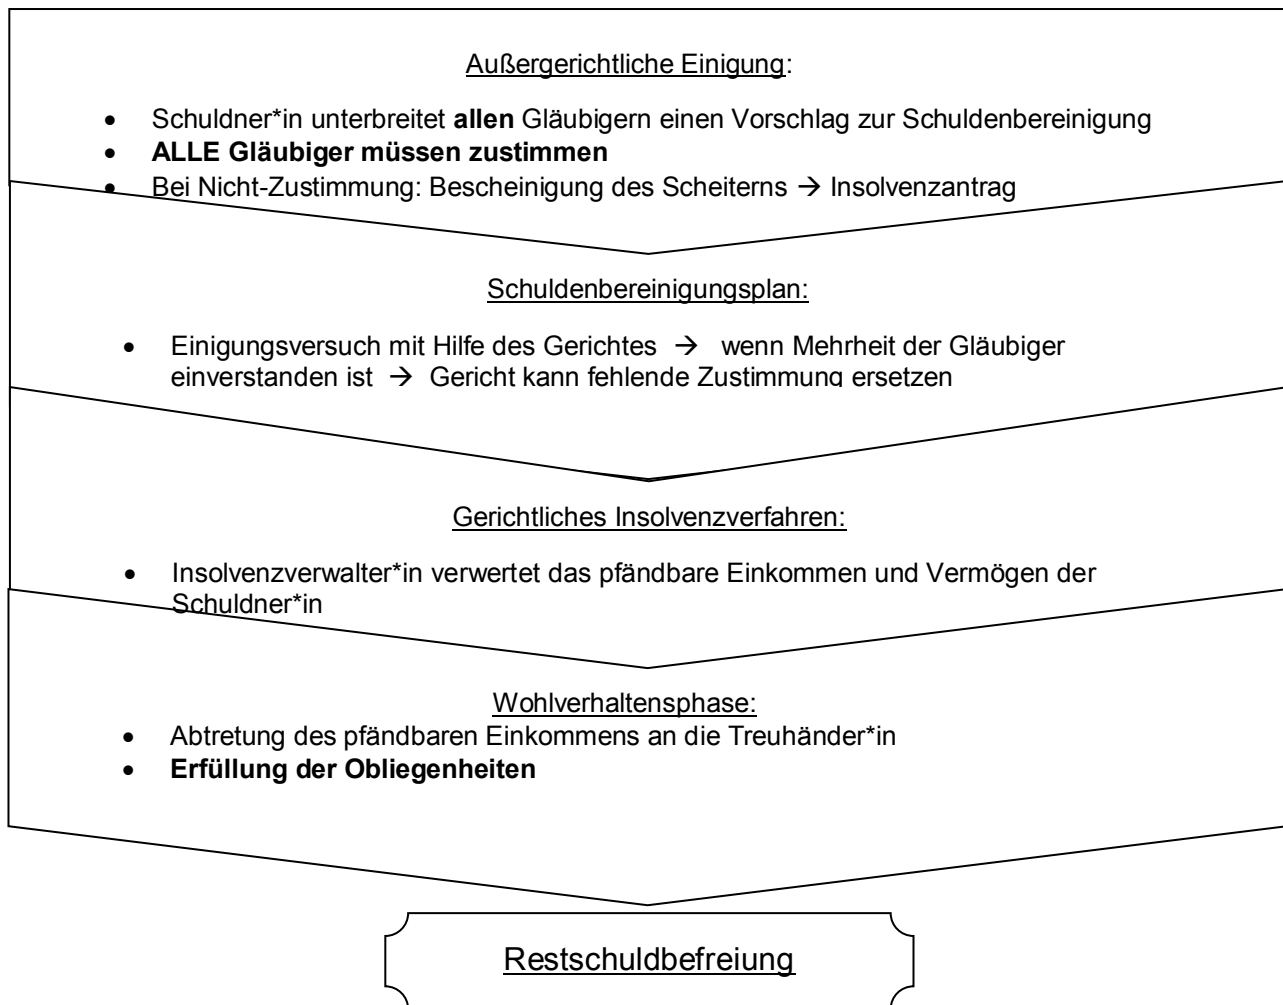 Außergerichtliche Einigung:
• Schuldner*in unterbreitet allen Gläubigern einen Vorschlag zur Schuldenbereinigung
• ALLE Gläubiger müssen zustimmen
• Bei Nicht-Zustimmung: Bescheinigung des Scheiterns → Insolvenzantrag
Schuldenbereinigungsplan:
• Einigungsversuch mit Hilfe des Gerichtes → wenn Mehrheit der Gläubiger
einverstanden ist → Gericht kann fehlende Zustimmung ersetzen
Gerichtliches Insolvenzverfahren:
• Insolvenzverwalter*in verwertet das pfändbare Einkommen und Vermögen der
Schuldner*in
Wohlverhaltensphase:
• Abtretung des pfändbaren Einkommens an die Treuhänder*in
• Erfüllung der Obliegenheiten
Restschuldbefreiung